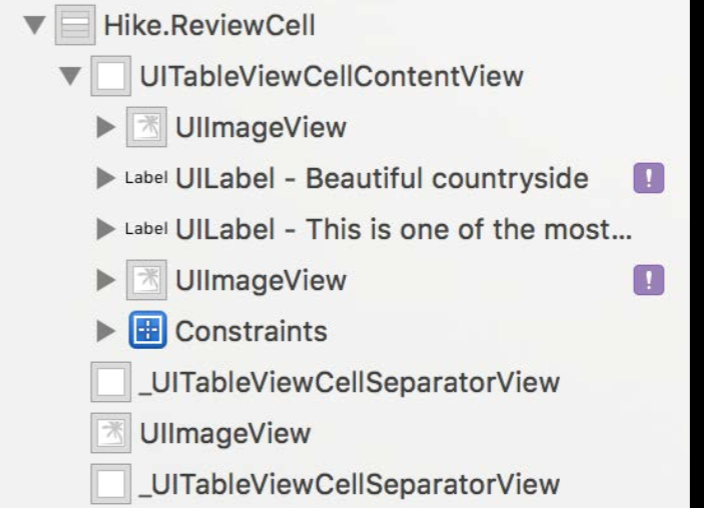 Hike.ReviewCell
UITableViewCellContentView
UIImageView
Label UILabel - Beautiful countryside !
Label UILabel - This is one of the most...
UIImageView !
Constraints
_UITableViewCellSeparatorView
UIImageView
_UITableViewCellSeparatorView